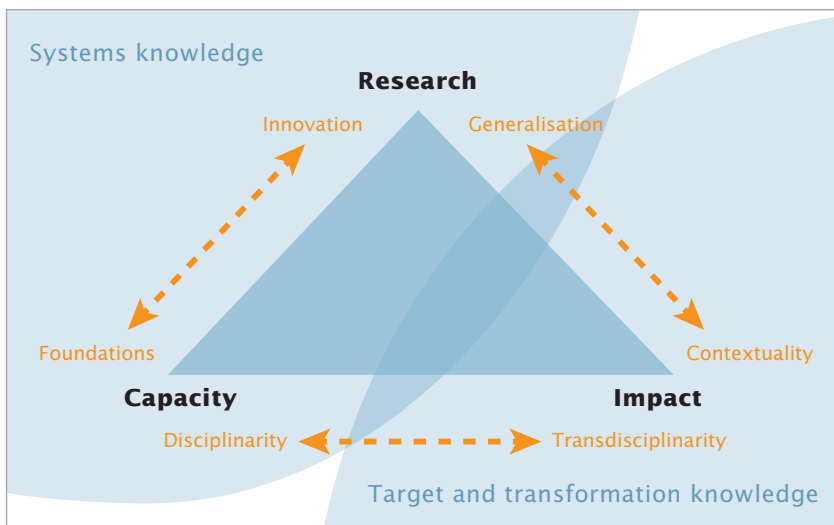 Systems knowledge
Research
Innovation
Generalisation
Foundations
Contextuality
Capacity
Impact
Disciplinarity
Transdisciplinarity
Target and transformation knowledge